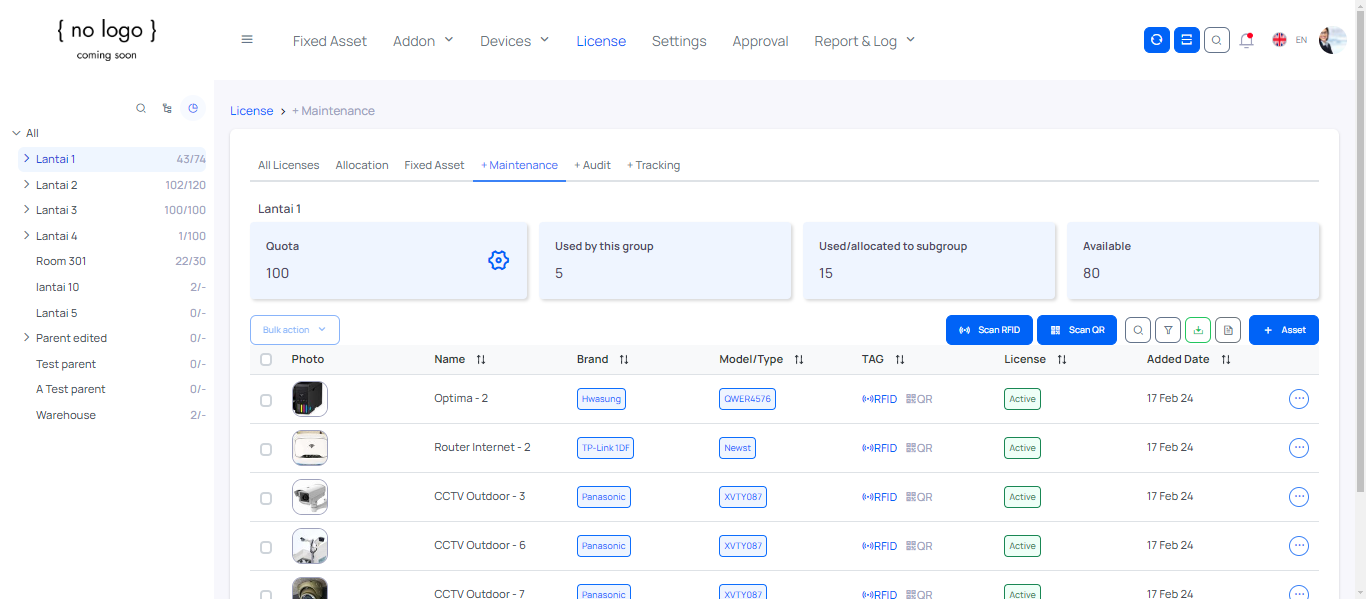 { no logo }
coming soon
Fixed Asset Addon Devices License Settings Approval Report & Log EN
License > + Maintenance
All
Lantai 1 43/74
Lantai 2 102/120
Lantai 3 100/100
Lantai 4 1/100
Room 301 22/30
lantai 10 2/-
Lantai 5 0/-
Parent edited 0/-
Test parent 0/-
A Test parent 0/-
Warehouse 2/-
All Licenses Allocation Fixed Asset + Maintenance + Audit + Tracking
Lantai 1
Quota
100
Used by this group
5
Used/allocated to subgroup
15
Available
80
Bulk action Scan RFID Scan QR + Asset
Photo Name Brand Model/Type TAG License Added Date
Optima - 2 Hwasung QWER4576 RFID QR Active 17 Feb 24
Router Internet - 2 TP-Link 1DF Newst RFID QR Active 17 Feb 24
CCTV Outdoor - 3 Panasonic XVTY087 RFID QR Active 17 Feb 24
CCTV Outdoor - 6 Panasonic XVTY087 RFID QR Active 17 Feb 24
CCTV Outdoor - 7 Panasonic XVTY087 RFID QR Active 17 Feb 24